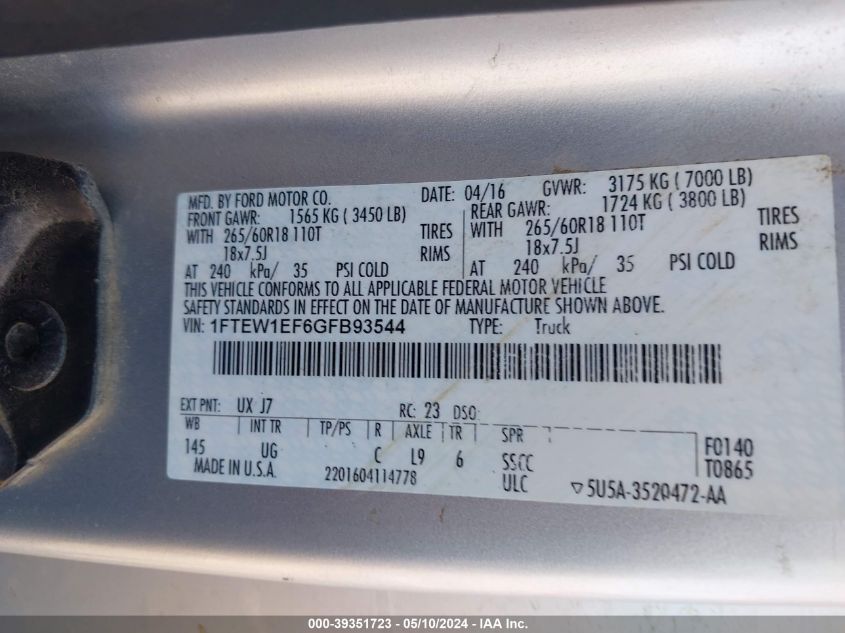 MFD. BY FORD MOTOR CO. DATE: 04/16 GVWR: 3175 KG ( 7000 LB)
FRONT GAWR: 1565 KG ( 3450 LB) REAR GAWR: 1724 KG ( 3800 LB)
WITH 265/60R18 110T TIRES WITH 265/60R18 110T TIRES
18x7.5J RIMS 18x7.5J RIMS
AT 240 kPa/ 35 PSI COLD AT 240 kPa/ 35 PSI COLD
THIS VEHICLE CONFORMS TO ALL APPLICABLE FEDERAL MOTOR VEHICLE
SAFETY STANDARDS IN EFFECT ON THE DATE OF MANUFACTURE SHOWN ABOVE.
VIN: 1FTEW1EF6GFB93544 TYPE: Truck
EXT PNT: UX J7 RC: 23 DSO:
WB INT TR TP/PS R AXLE TR SPR
145 UG C L9 6 SSCC F0140
MADE IN U.S.A. 2201604114778 ULC T0865
▽5U5A-3520472-AA
000-39351723 — 05/10/2024 — IAA Inc.